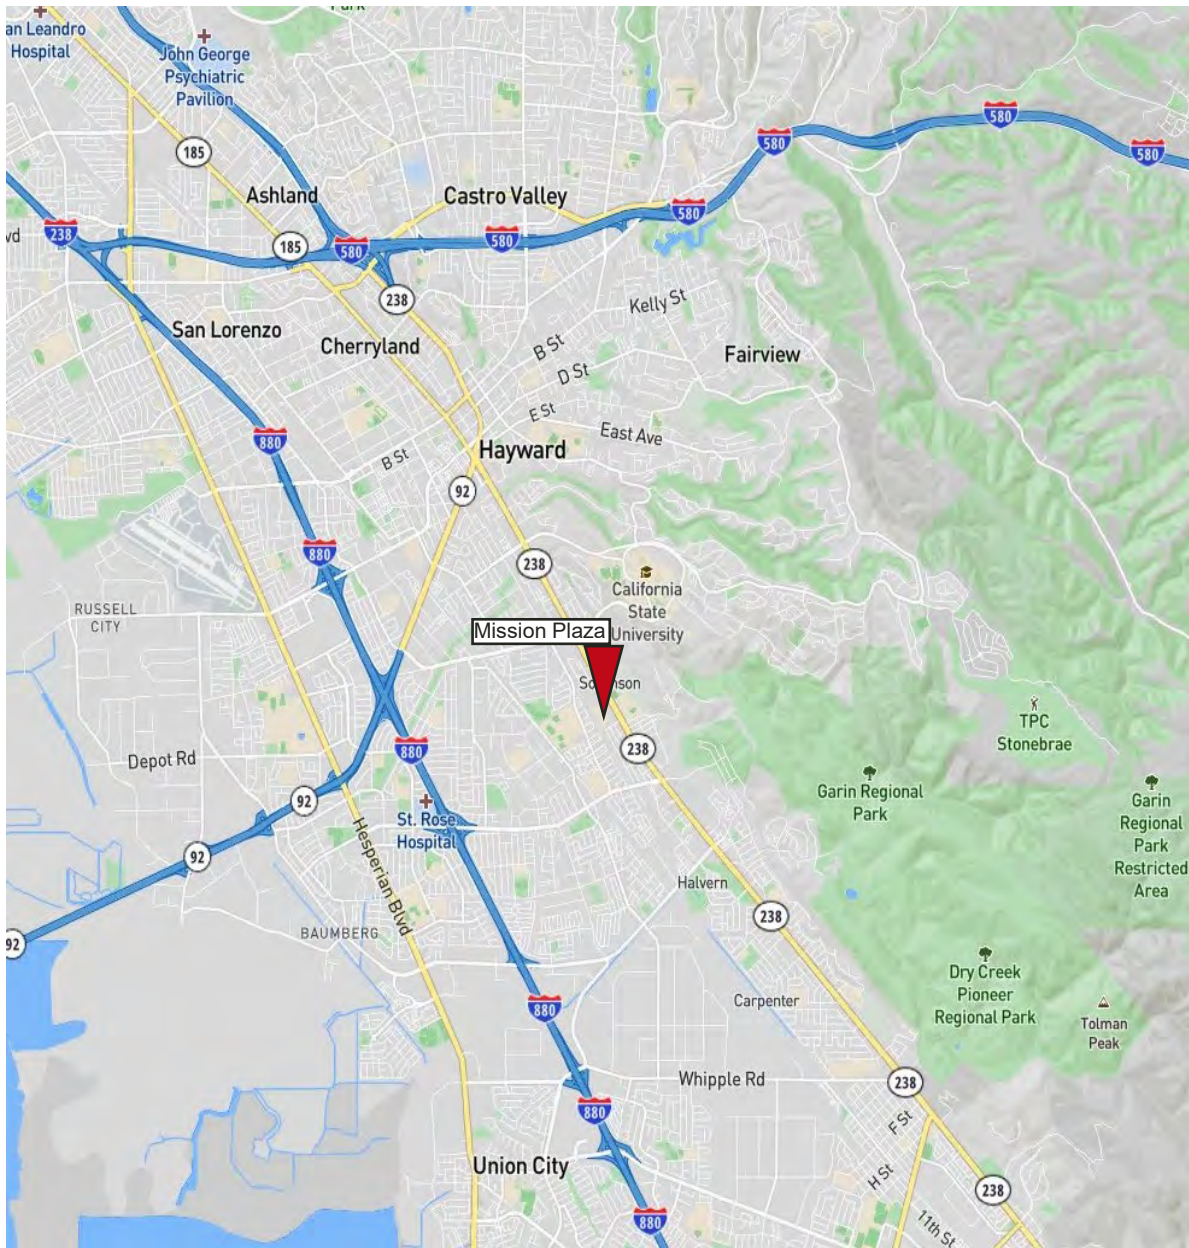 Park
an Leandro
Hospital
John George
Psychiatric
Pavilion
580
580
580
185
Ashland
Castro Valley
580
vd
238
185
580
580
238
Kelly St
San Lorenzo
Cherryland
B St
Fairview
D St
E St
East Ave
880
Hayward
B St
92
880
238
California
State
University
RUSSELL
CITY
Mission Plaza
238
TPC
Stonebrae
880
Depot Rd
Garin Regional
Park
Garin
Regional
Park
Restricted
Area
92
St. Rose
Hospital
Hesperian Blvd
92
Halvern
238
BAUMBERG
92
Dry Creek
Pioneer
Regional Park
Carpenter
880
Tolman
Peak
Whipple Rd
238
880
F St
Union City
H St
238
11th St
880